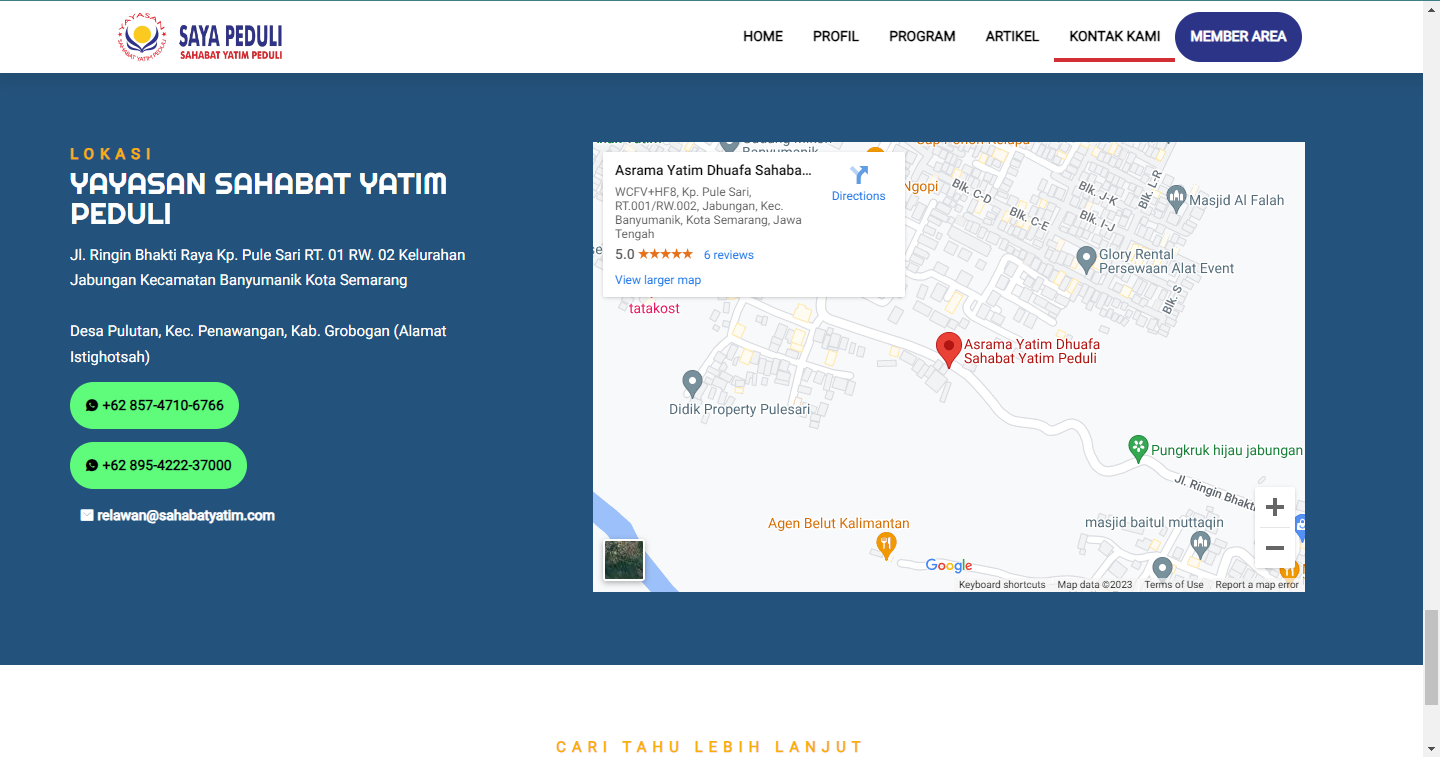 YAYASAN
SAHABAT YATIM PEDULI
SAYA PEDULI
SAHABAT YATIM PEDULI
HOME
PROFIL
PROGRAM
ARTIKEL
KONTAK KAMI
MEMBER AREA
LOKASI
YAYASAN SAHABAT YATIM
PEDULI
Jl. Ringin Bhakti Raya Kp. Pule Sari RT. 01 RW. 02 Kelurahan
Jabungan Kecamatan Banyumanik Kota Semarang
Desa Pulutan, Kec. Penawangan, Kab. Grobogan (Alamat
Istighotsah)
+62 857-4710-6766
+62 895-4222-37000
relawan@sahabatyatim.com
Banyumanik
Asrama Yatim Dhuafa Sahaba...
WCFV+HF8, Kp. Pule Sari,
RT.001/RW.002, Jabungan, Kec.
Banyumanik, Kota Semarang, Jawa
Tengah
5.0
6 reviews
View larger map
Directions
Ngopi
Blk. C-D
Blk. C-E
Blk. J-K
Blk. I-J
Blk. L-R
Blk. S
Masjid Al Falah
Glory Rental
Persewaan Alat Event
tatakost
Asrama Yatim Dhuafa
Sahabat Yatim Peduli
Didik Property Pulesari
Pungkruk hijau jabungan
Jl. Ringin Bhakti
Agen Belut Kalimantan
masjid baitul muttaqin
Google
Keyboard shortcuts
Map data ©2023
Terms of Use
Report a map error
CARI TAHU LEBIH LANJUT